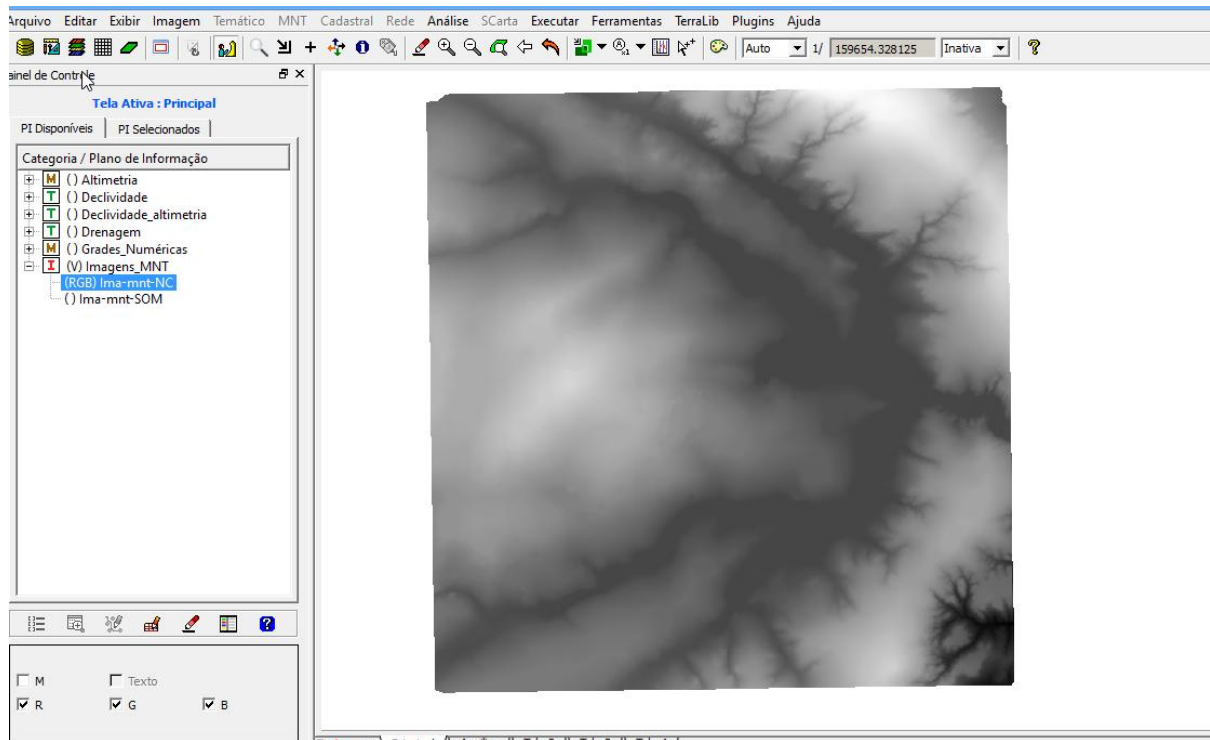 Arquivo Editar Exibir Imagem Temático MNT Cadastral Rede Análise SCarta Executar Ferramentas TerraLib Plugins Ajuda
Auto 1/ 159654.328125 Inativa
ainel de Controle
Tela Ativa : Principal
PI Disponíveis PI Selecionados
Categoria / Plano de Informação
M () Altimetria
T () Declividade
T () Declividade_altimetria
T () Drenagem
M () Grades_Numéricas
I (V) Imagens_MNT
(RGB) Ima-mnt-NC
() Ima-mnt-SOM
M Texto
R G B